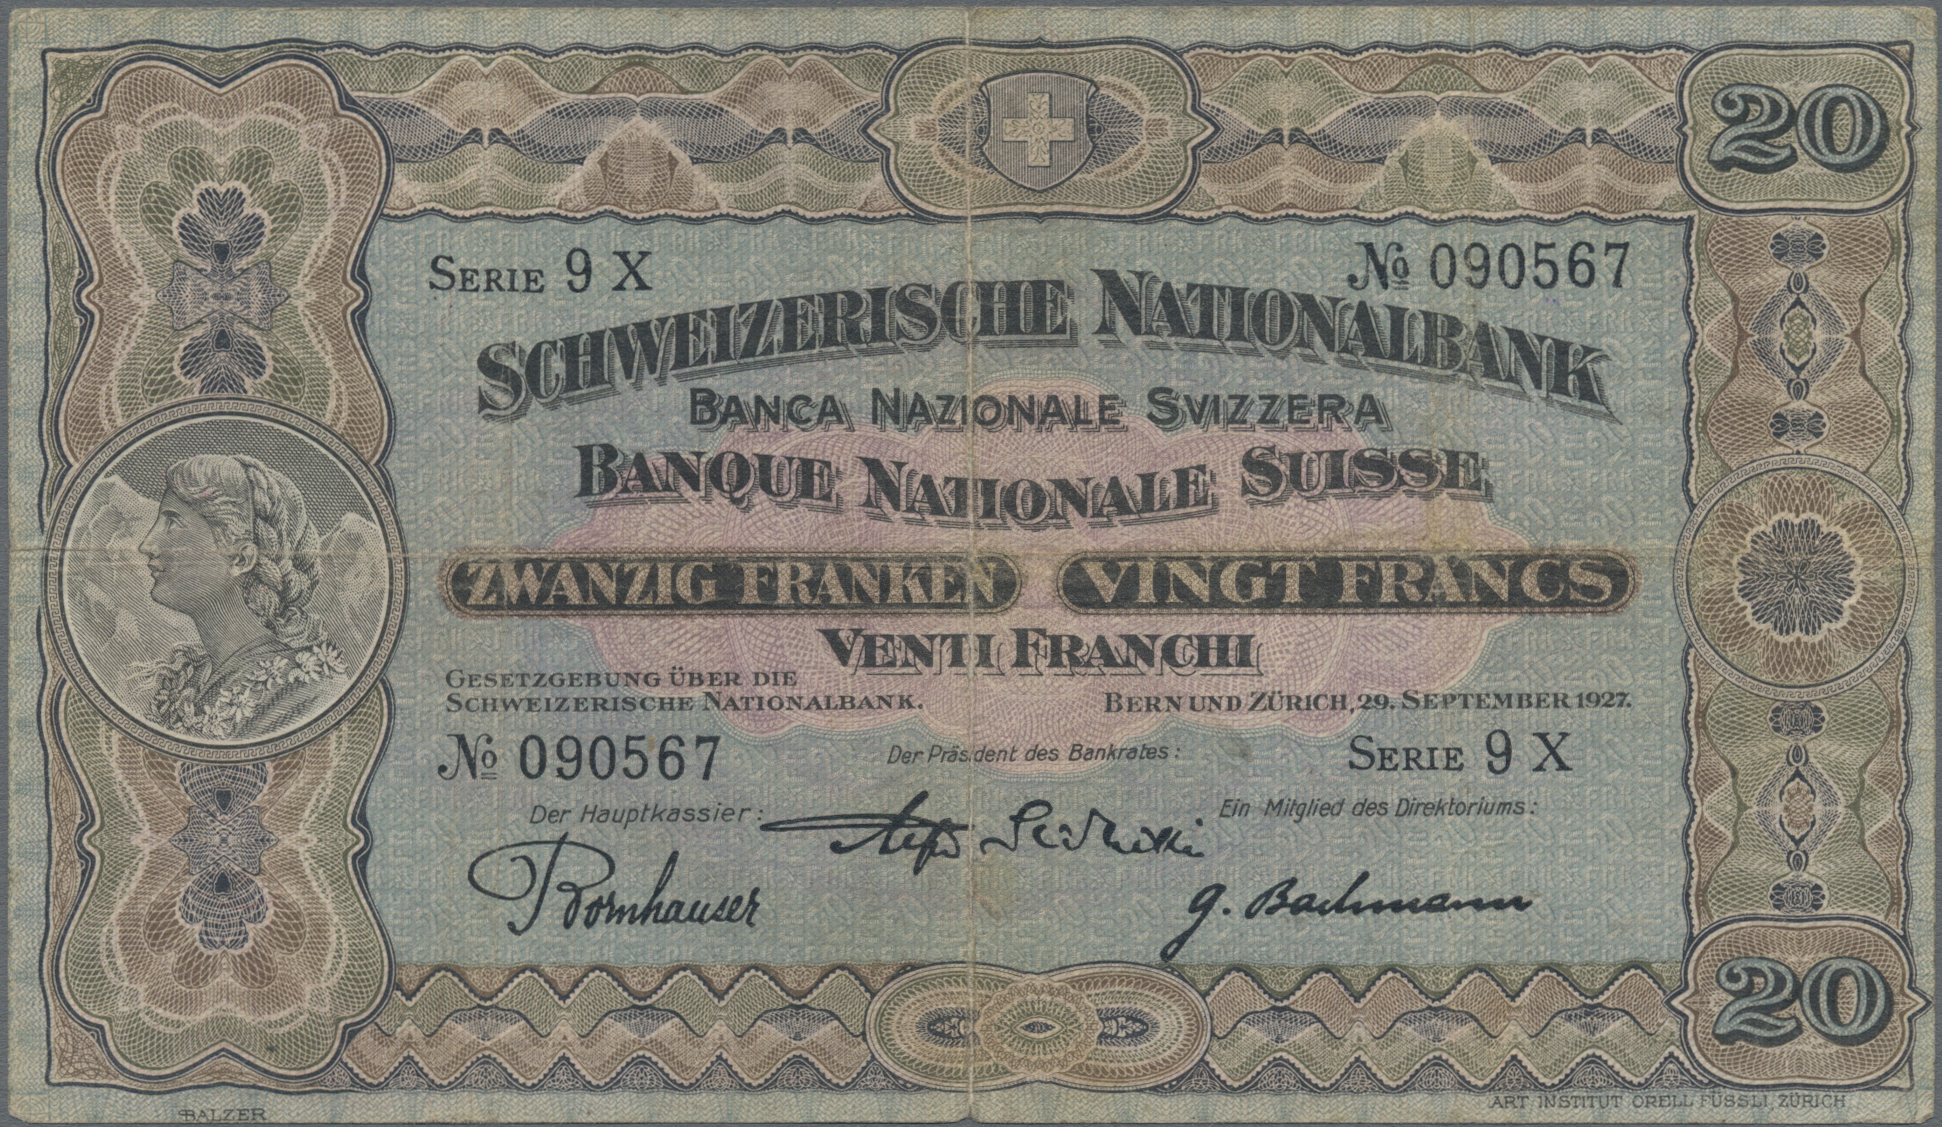 20
SERIE 9 X
№ 090567
SCHWEIZERISCHE NATIONALBANK
BANCA NAZIONALE SVIZZERA
BANQUE NATIONALE SUISSE
ZWANZIG FRANKEN VINGT FRANCS
VENTI FRANCHI
GESETZGEBUNG ÜBER DIE
SCHWEIZERISCHE NATIONALBANK.
BERN UND ZÜRICH, 29. SEPTEMBER 1927.
№ 090567
Der Präsident des Bankrates:
SERIE 9 X
Der Hauptkassier:
Ein Mitglied des Direktoriums:
Bornhauser
G. Bachmann
20
BALZER
ART INSTITUT ORELL FÜSSLI, ZÜRICH